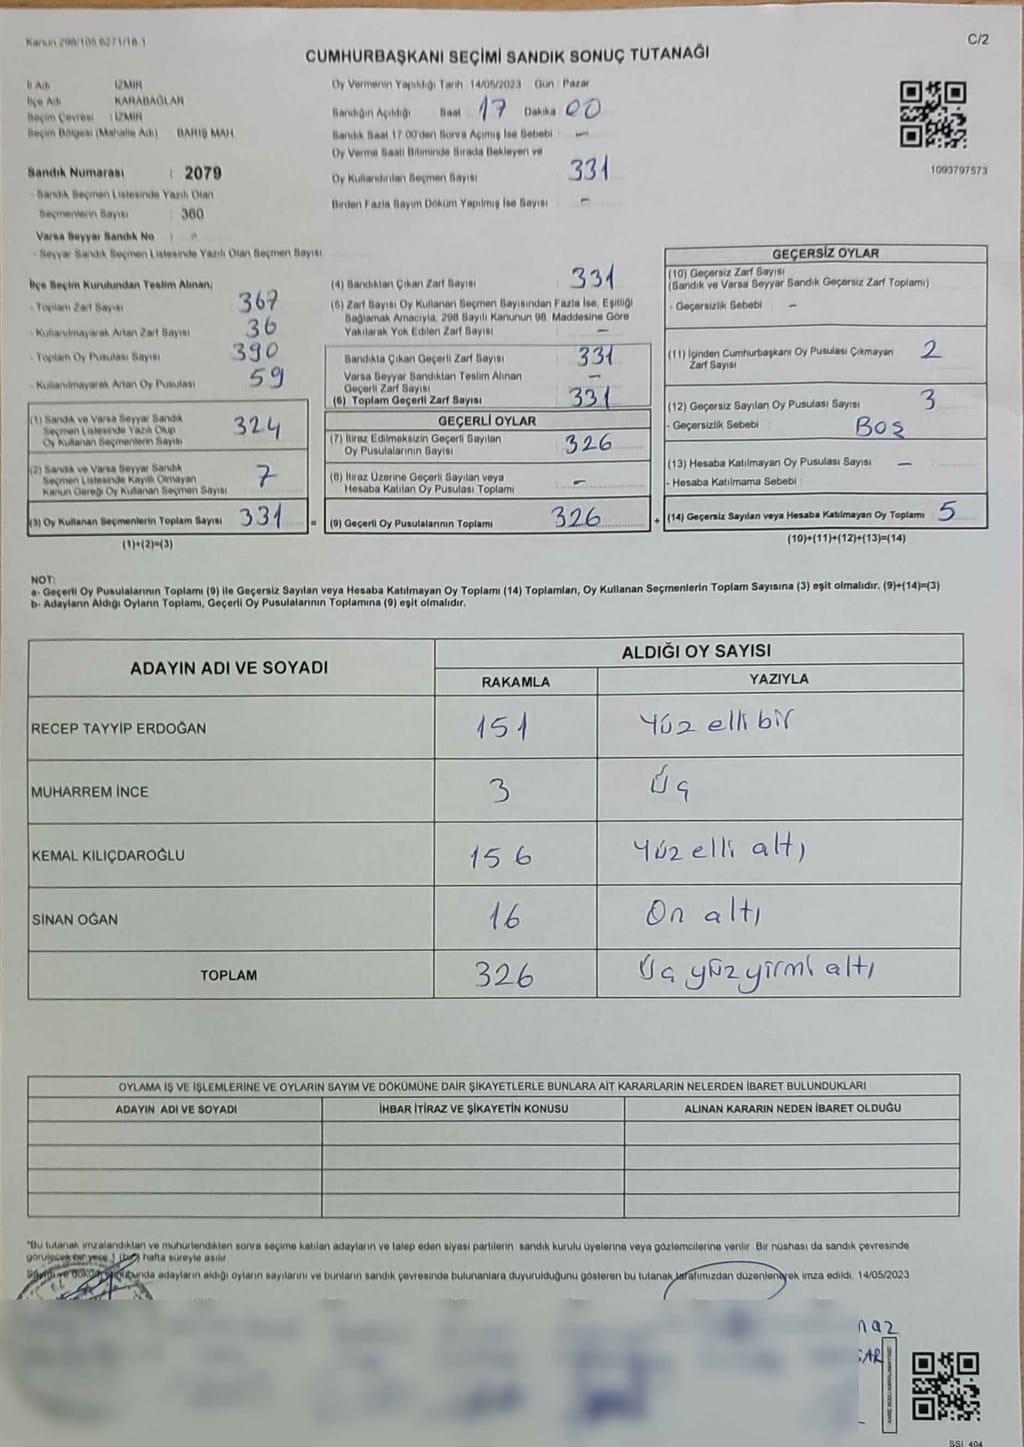 Kanun 298/105.6271/18.1
C/2
CUMHURBAŞKANI SEÇİMİ SANDIK SONUÇ TUTANAĞI
İl Adı : İZMİR
İlçe Adı : KARABAĞLAR
Seçim Çevresi : İZMİR
Seçim Bölgesi (Mahalle Adı) : BARIŞ MAH.
Sandık Numarası : 2079
- Sandık Seçmen Listesinde Yazılı Olan
Seçmenlerin Sayısı : 360
Varsa Seyyar Sandık No : -
- Seyyar Sandık Seçmen Listesinde Yazılı Olan Seçmen Sayısı
Oy Vermenin Yapıldığı Tarih 14/05/2023 Gün : Pazar
Sandığın Açıldığı Saat : 17 Dakika : 00
Sandık Saat 17:00'den Sonra Açımış İse Sebebi : -
Oy Verme Saati Bitiminde Sırada Bekleyen ve
Oy Kullandırılan Seçmen Sayısı : 331
Birden Fazla Sayım Döküm Yapılmış İse Sayısı : -
1093797573
İlçe Seçim Kurulundan Teslim Alınan;
- Toplam Zarf Sayısı : 367
- Kullanılmayarak Artan Zarf Sayısı : 36
- Toplam Oy Pusulası Sayısı : 390
- Kullanılmayarak Artan Oy Pusulası : 59
(1) Sandık ve Varsa Seyyar Sandık
Seçmen Listesinde Yazılı Olup
Oy Kullanan Seçmenlerin Sayısı : 324
(2) Sandık ve Varsa Seyyar Sandık
Seçmen Listesinde Kayıtlı Olmayan
Kanun Gereği Oy Kullanan Seçmen Sayısı : 7
(3) Oy Kullanan Seçmenlerin Toplam Sayısı : 331 =
(1)+(2)=(3)
(4) Sandıktan Çıkan Zarf Sayısı : 331
(5) Zarf Sayısı Oy Kullanan Seçmen Sayısından Fazla İse, Eşitliği
Sağlamak Amacıyla, 298 Sayılı Kanunun 98. Maddesine Göre
Yakılarak Yok Edilen Zarf Sayısı : -
Sandıkta Çıkan Geçerli Zarf Sayısı : 331
Varsa Seyyar Sandıktan Teslim Alınan
Geçerli Zarf Sayısı : -
(6) Toplam Geçerli Zarf Sayısı : 331
GEÇERLİ OYLAR
(7) İtiraz Edilmeksizin Geçerli Sayılan
Oy Pusulalarının Sayısı : 326
(8) İtiraz Üzerine Geçerli Sayılan veya
Hesaba Katılan Oy Pusulası Toplamı : -
(9) Geçerli Oy Pusulalarının Toplamı : 326 +
GEÇERSİZ OYLAR
(10) Geçersiz Zarf Sayısı
(Sandık ve Varsa Seyyar Sandık Geçersiz Zarf Toplamı)
- Geçersizlik Sebebi : -
(11) İçinden Cumhurbaşkanı Oy Pusulası Çıkmayan
Zarf Sayısı : 2
(12) Geçersiz Sayılan Oy Pusulası Sayısı : 3
- Geçersizlik Sebebi : Boş
(13) Hesaba Katılmayan Oy Pusulası Sayısı : -
- Hesaba Katılmama Sebebi :
(14) Geçersiz Sayılan veya Hesaba Katılmayan Oy Toplamı : 5
(10)+(11)+(12)+(13)=(14)
NOT:
a- Geçerli Oy Pusulalarının Toplamı (9) ile Geçersiz Sayılan veya Hesaba Katılmayan Oy Toplamı (14) Toplamları, Oy Kullanan Seçmenlerin Toplam Sayısına (3) eşit olmalıdır. (9)+(14)=(3)
b- Adayların Aldığı Oyların Toplamı, Geçerli Oy Pusulalarının Toplamına (9) eşit olmalıdır.
ADAYIN ADI VE SOYADI ALDIĞI OY SAYISI
RAKAMLA YAZIYLA
RECEP TAYYİP ERDOĞAN 151 Yüz elli bir
MUHARREM İNCE 3 Üç
KEMAL KILIÇDAROĞLU 156 Yüz elli altı
SİNAN OĞAN 16 On altı
TOPLAM 326 Üç yüz yirmi altı
OYLAMA İŞ VE İŞLEMLERİNE VE OYLARIN SAYIM VE DÖKÜMÜNE DAİR ŞİKAYETLERLE BUNLARA AİT KARARLARIN NELERDEN İBARET BULUNDUKLARI
ADAYIN ADI VE SOYADI İHBAR İTİRAZ VE ŞİKAYETİN KONUSU ALINAN KARARIN NEDEN İBARET OLDUĞU
*Bu tutanak imzalandıktan ve mühürlendikten sonra seçime katılan adayların ve talep eden siyasi partilerin sandık kurulu üyelerine veya gözlemcilerine verilir. Bir nüshası da sandık çevresinde
görülecek bir yere 1 (bir) hafta süreyle asılır.
Sayım ve döküm sonunda adayların aldığı oyların sayılarını ve bunların sandık çevresinde bulunanlara duyurulduğunu gösteren bu tutanak tarafımızdan düzenlenerek imza edildi. 14/05/2023